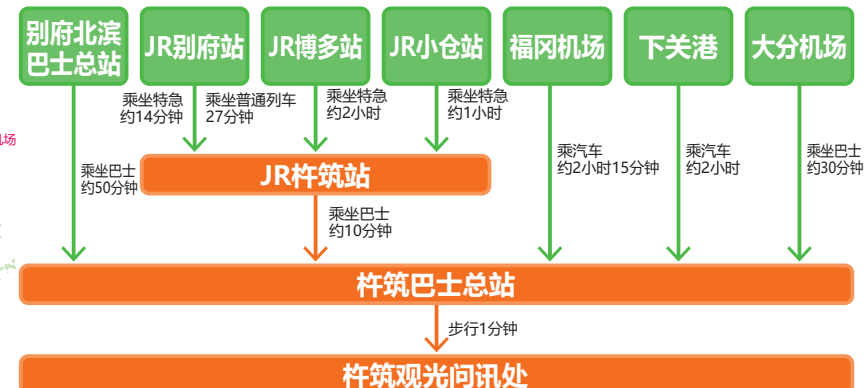 别府北滨
巴士总站
JR别府站
JR博多站
JR小仓站
福冈机场
下关港
大分机场
乘坐特急
约14分钟
乘坐普通列车
27分钟
乘坐特急
约2小时
乘坐特急
约1小时
机场
乘坐巴士
约50分钟
JR杵筑站
乘汽车
约2小时15分钟
乘汽车
约2小时
乘坐巴士
约30分钟
乘坐巴士
约10分钟
杵筑巴士总站
步行1分钟
杵筑观光问讯处